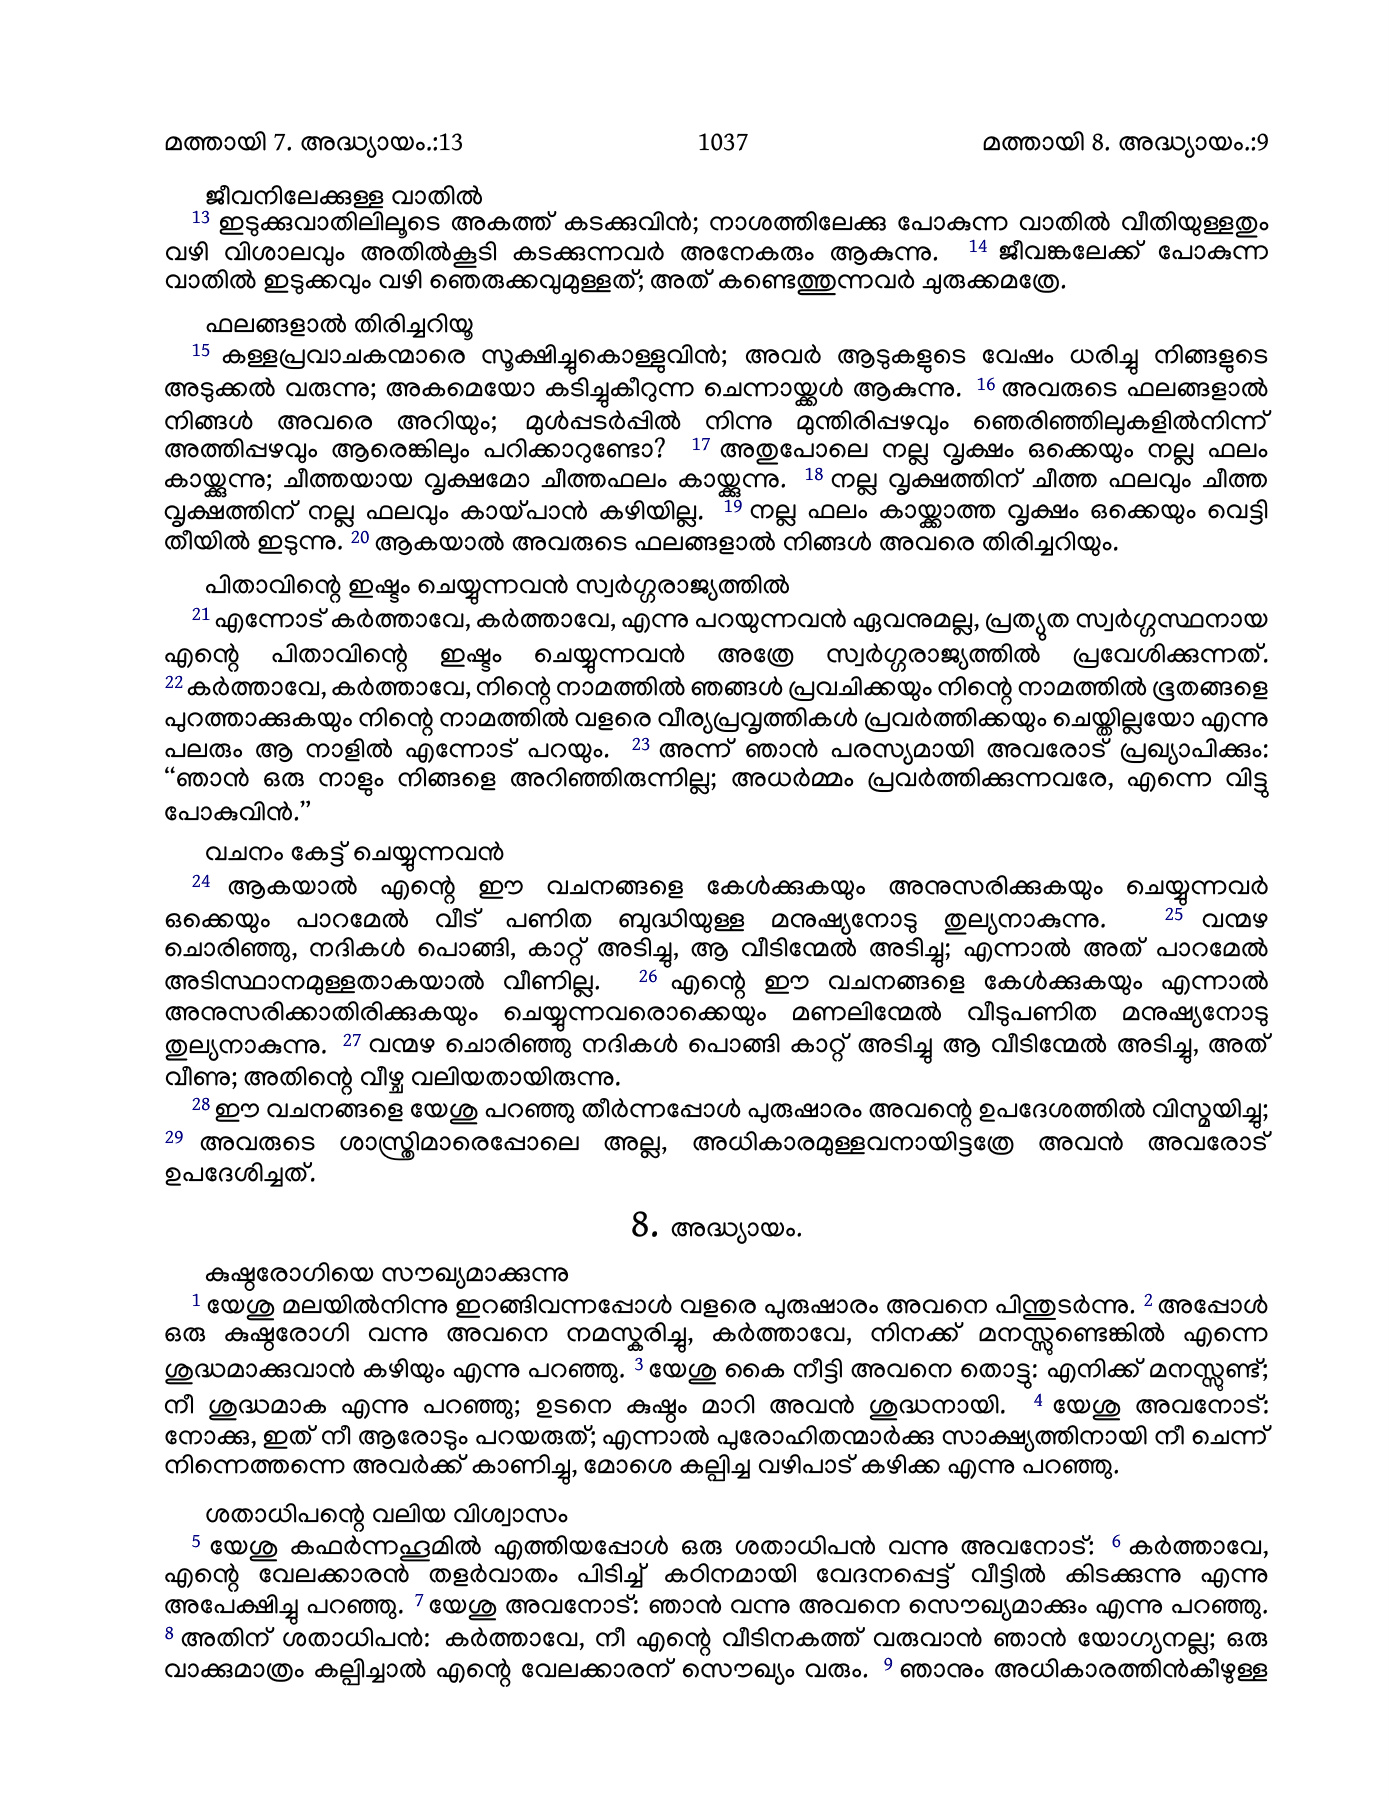 മത്തായി 7. അദ്ധ്യായം.:13 1037 മത്തായി 8. അദ്ധ്യായം.:9
ജീവനിലേക്കുള്ള വാതിൽ
13 ഇടുക്കുവാതിലിലൂടെ അകത്ത് കടക്കുവിൻ; നാശത്തിലേക്കു പോകുന്ന വാതിൽ വീതിയുള്ളതും
വഴി വിശാലവും അതിൽകൂടി കടക്കുന്നവർ അനേകരും ആകുന്നു. 14 ജീവങ്കലേക്ക് പോകുന്ന
വാതിൽ ഇടുക്കവും വഴി ഞെരുക്കവുമുള്ളത്; അത് കണ്ടെത്തുന്നവർ ചുരുക്കമത്രേ.
ഫലങ്ങളാൽ തിരിച്ചറിയൂ
15 കള്ളപ്രവാചകന്മാരെ സൂക്ഷിച്ചുകൊള്ളുവിൻ; അവർ ആടുകളുടെ വേഷം ധരിച്ചു നിങ്ങളുടെ
അടുക്കൽ വരുന്നു; അകമെയോ കടിച്ചുകീറുന്ന ചെന്നായ്ക്കൾ ആകുന്നു. 16 അവരുടെ ഫലങ്ങളാൽ
നിങ്ങൾ അവരെ അറിയും; മുൾപ്പടർപ്പിൽ നിന്നു മുന്തിരിപ്പഴവും ഞെരിഞ്ഞിലുകളിൽനിന്ന്
അത്തിപ്പഴവും ആരെങ്കിലും പറിക്കാറുണ്ടോ? 17 അതുപോലെ നല്ല വൃക്ഷം ഒക്കെയും നല്ല ഫലം
കായ്ക്കുന്നു; ചീത്തയായ വൃക്ഷമോ ചീത്തഫലം കായ്ക്കുന്നു. 18 നല്ല വൃക്ഷത്തിന് ചീത്ത ഫലവും ചീത്ത
വൃക്ഷത്തിന് നല്ല ഫലവും കായ്പാൻ കഴിയില്ല. 19 നല്ല ഫലം കായ്ക്കാത്ത വൃക്ഷം ഒക്കെയും വെട്ടി
തീയിൽ ഇടുന്നു. 20 ആകയാൽ അവരുടെ ഫലങ്ങളാൽ നിങ്ങൾ അവരെ തിരിച്ചറിയും.
പിതാവിന്റെ ഇഷ്ടം ചെയ്യുന്നവൻ സ്വർഗ്ഗരാജ്യത്തിൽ
21 എന്നോട് കർത്താവേ, കർത്താവേ, എന്നു പറയുന്നവൻ ഏവനുമല്ല, പ്രത്യുത സ്വർഗ്ഗസ്ഥനായ
എന്റെ പിതാവിന്റെ ഇഷ്ടം ചെയ്യുന്നവൻ അത്രേ സ്വർഗ്ഗരാജ്യത്തിൽ പ്രവേശിക്കുന്നത്.
22 കർത്താവേ, കർത്താവേ, നിന്റെ നാമത്തിൽ ഞങ്ങൾ പ്രവചിക്കയും നിന്റെ നാമത്തിൽ ഭൂതങ്ങളെ
പുറത്താക്കുകയും നിന്റെ നാമത്തിൽ വളരെ വീര്യപ്രവൃത്തികൾ പ്രവർത്തിക്കയും ചെയ്തില്ലയോ എന്നു
പലരും ആ നാളിൽ എന്നോട് പറയും. 23 അന്ന് ഞാൻ പരസ്യമായി അവരോട് പ്രഖ്യാപിക്കും:
“ഞാൻ ഒരു നാളും നിങ്ങളെ അറിഞ്ഞിരുന്നില്ല; അധർമ്മം പ്രവർത്തിക്കുന്നവരേ, എന്നെ വിട്ടു
പോകുവിൻ.”
വചനം കേട്ട് ചെയ്യുന്നവൻ
24 ആകയാൽ എന്റെ ഈ വചനങ്ങളെ കേൾക്കുകയും അനുസരിക്കുകയും ചെയ്യുന്നവർ
ഒക്കെയും പാറമേൽ വീട് പണിത ബുദ്ധിയുള്ള മനുഷ്യനോടു തുല്യനാകുന്നു. 25 വന്മഴ
ചൊരിഞ്ഞു, നദികൾ പൊങ്ങി, കാറ്റ് അടിച്ചു, ആ വീടിന്മേൽ അടിച്ചു; എന്നാൽ അത് പാറമേൽ
അടിസ്ഥാനമുള്ളതാകയാൽ വീണില്ല. 26 എന്റെ ഈ വചനങ്ങളെ കേൾക്കുകയും എന്നാൽ
അനുസരിക്കാതിരിക്കുകയും ചെയ്യുന്നവരൊക്കെയും മണലിന്മേൽ വീടുപണിത മനുഷ്യനോടു
തുല്യനാകുന്നു. 27 വന്മഴ ചൊരിഞ്ഞു നദികൾ പൊങ്ങി കാറ്റ് അടിച്ചു ആ വീടിന്മേൽ അടിച്ചു, അത്
വീണു; അതിന്റെ വീഴ്ച വലിയതായിരുന്നു.
28 ഈ വചനങ്ങളെ യേശു പറഞ്ഞു തീർന്നപ്പോൾ പുരുഷാരം അവന്റെ ഉപദേശത്തിൽ വിസ്മയിച്ചു;
29 അവരുടെ ശാസ്ത്രിമാരെപ്പോലെ അല്ല, അധികാരമുള്ളവനായിട്ടത്രേ അവൻ അവരോട്
ഉപദേശിച്ചത്.
8. അദ്ധ്യായം.
കുഷ്ഠരോഗിയെ സൗഖ്യമാക്കുന്നു
1 യേശു മലയിൽനിന്നു ഇറങ്ങിവന്നപ്പോൾ വളരെ പുരുഷാരം അവനെ പിന്തുടർന്നു. 2 അപ്പോൾ
ഒരു കുഷ്ഠരോഗി വന്നു അവനെ നമസ്കരിച്ചു, കർത്താവേ, നിനക്ക് മനസ്സുണ്ടെങ്കിൽ എന്നെ
ശുദ്ധമാക്കുവാൻ കഴിയും എന്നു പറഞ്ഞു. 3 യേശു കൈ നീട്ടി അവനെ തൊട്ടു: എനിക്ക് മനസ്സുണ്ട്;
നീ ശുദ്ധമാക എന്നു പറഞ്ഞു; ഉടനെ കുഷ്ഠം മാറി അവൻ ശുദ്ധനായി. 4 യേശു അവനോട്:
നോക്കു, ഇത് നീ ആരോടും പറയരുത്; എന്നാൽ പുരോഹിതന്മാർക്കു സാക്ഷ്യത്തിനായി നീ ചെന്ന്
നിന്നെത്തന്നെ അവർക്ക് കാണിച്ചു, മോശെ കല്പിച്ച വഴിപാട് കഴിക്ക എന്നു പറഞ്ഞു.
ശതാധിപന്റെ വലിയ വിശ്വാസം
5 യേശു കഫർന്നഹൂമിൽ എത്തിയപ്പോൾ ഒരു ശതാധിപൻ വന്നു അവനോട്: 6 കർത്താവേ,
എന്റെ വേലക്കാരൻ തളർവാതം പിടിച്ച് കഠിനമായി വേദനപ്പെട്ട് വീട്ടിൽ കിടക്കുന്നു എന്നു
അപേക്ഷിച്ചു പറഞ്ഞു. 7 യേശു അവനോട്: ഞാൻ വന്നു അവനെ സൌഖ്യമാക്കും എന്നു പറഞ്ഞു.
8 അതിന് ശതാധിപൻ: കർത്താവേ, നീ എന്റെ വീടിനകത്ത് വരുവാൻ ഞാൻ യോഗ്യനല്ല; ഒരു
വാക്കുമാത്രം കല്പിച്ചാൽ എന്റെ വേലക്കാരന് സൌഖ്യം വരും. 9 ഞാനും അധികാരത്തിൻകീഴുള്ള